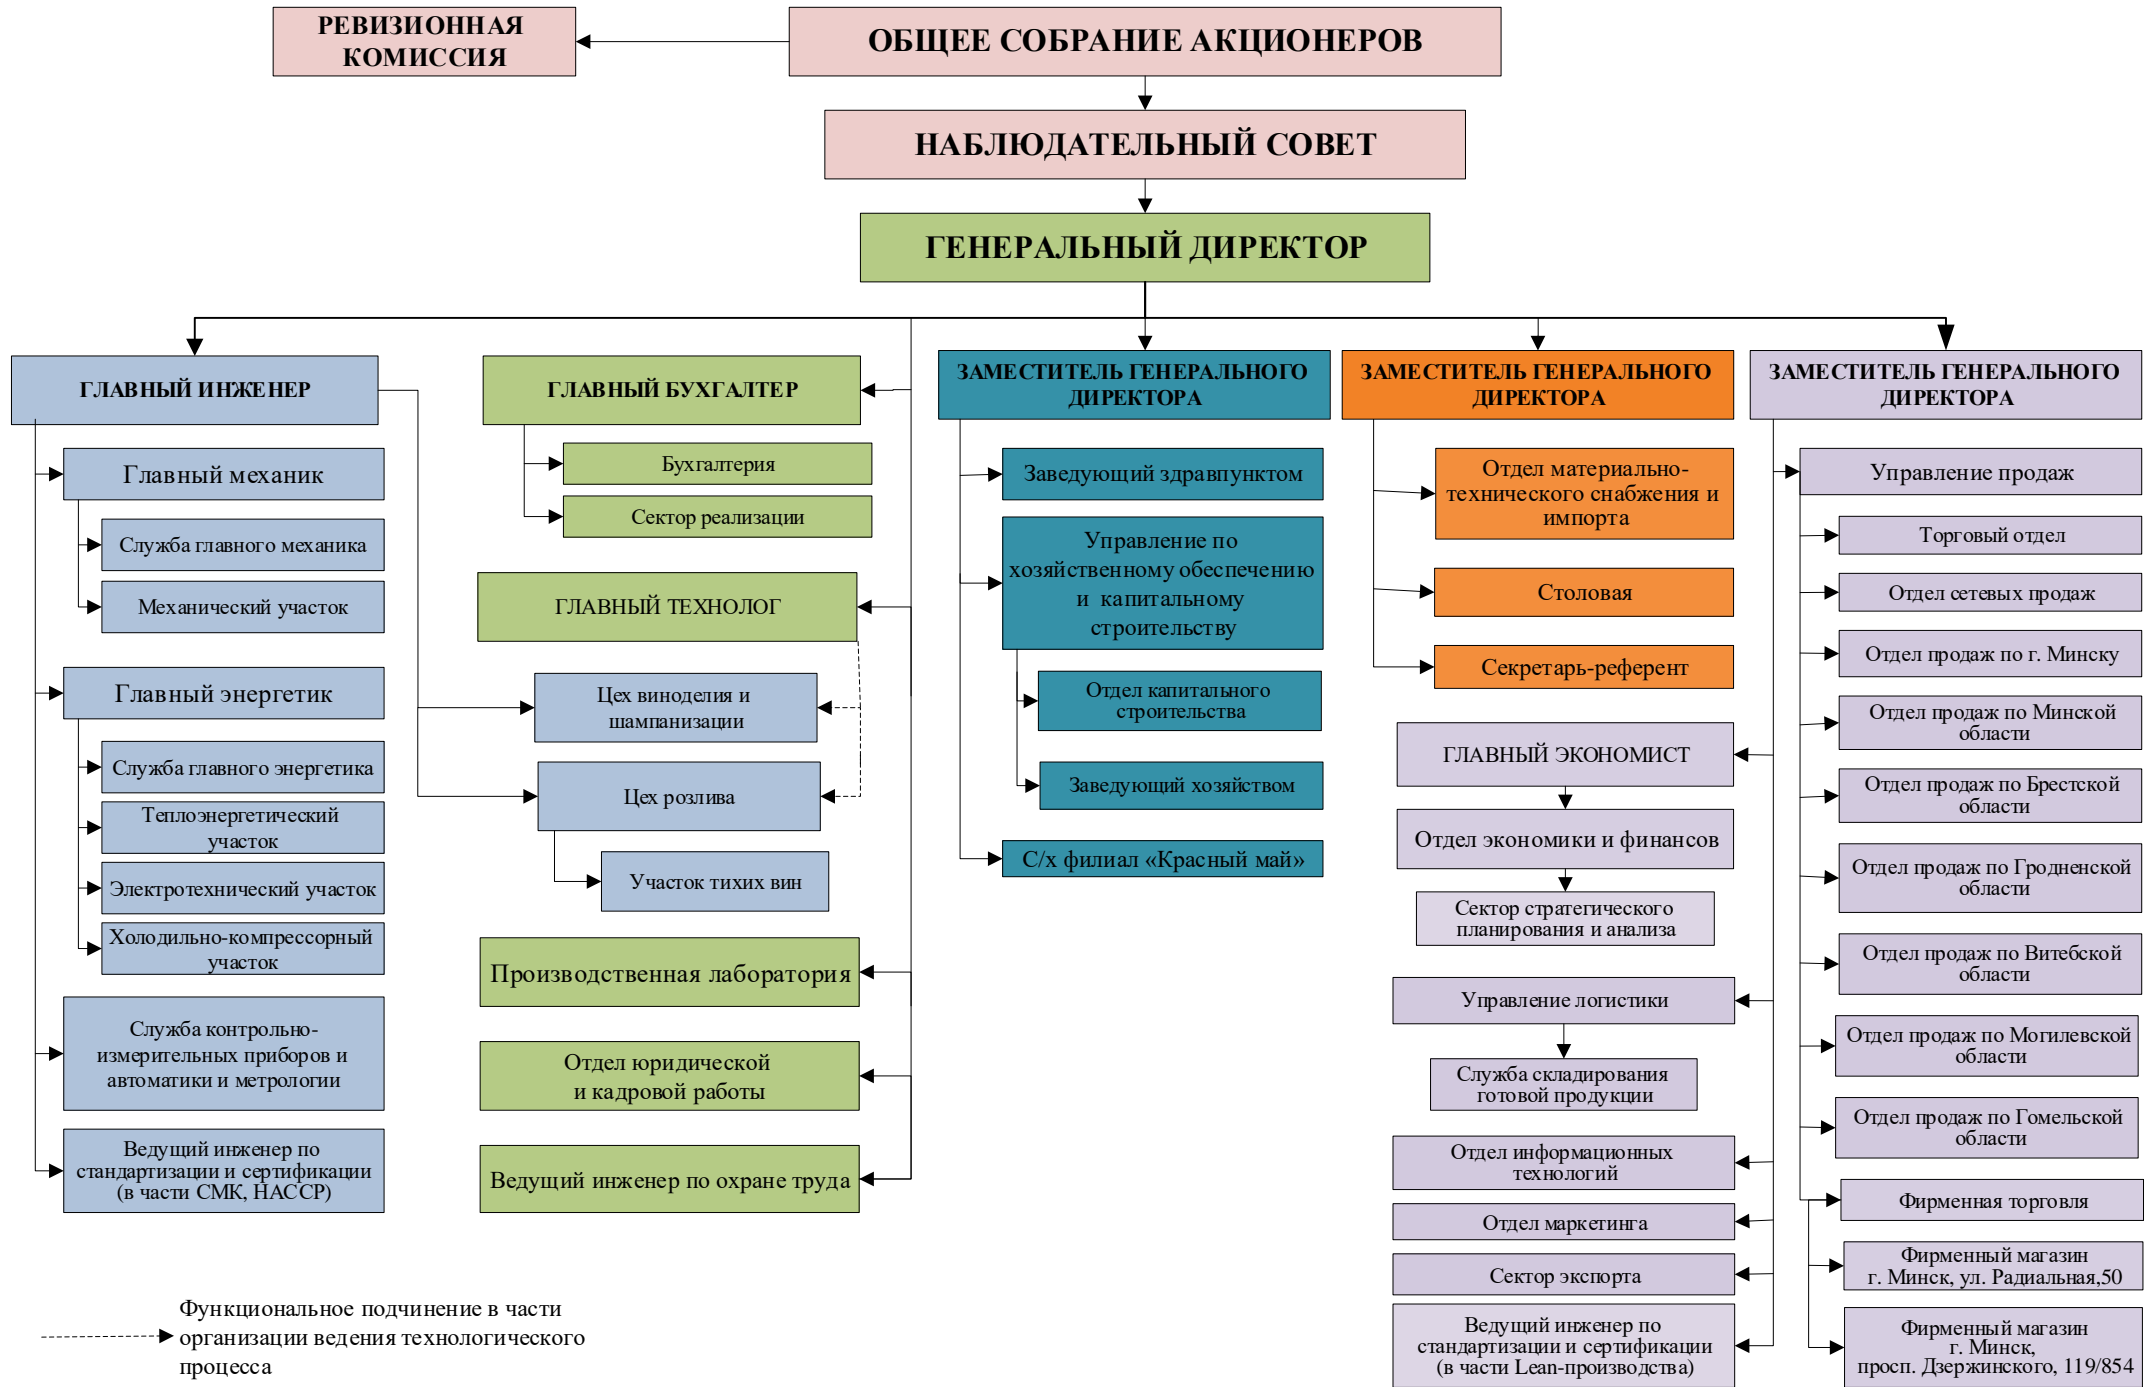 РЕВИЗИОННАЯ
КОМИССИЯ
ОБЩЕЕ СОБРАНИЕ АКЦИОНЕРОВ
НАБЛЮДАТЕЛЬНЫЙ СОВЕТ
ГЕНЕРАЛЬНЫЙ ДИРЕКТОР
ГЛАВНЫЙ ИНЖЕНЕР
Главный механик
Служба главного механика
Механический участок
Главный энергетик
Служба главного энергетика
Теплоэнергетический
участок
Электротехнический участок
Холодильно-компрессорный
участок
Служба контрольно-
измерительных приборов и
автоматики и метрологии
Ведущий инженер по
стандартизации и сертификации
(в части СМК, НАССР)
ГЛАВНЫЙ БУХГАЛТЕР
Бухгалтерия
Сектор реализации
ГЛАВНЫЙ ТЕХНОЛОГ
Цех виноделия и
шампанизации
Цех розлива
Участок тихих вин
Производственная лаборатория
Отдел юридической
и кадровой работы
Ведущий инженер по охране труда
ЗАМЕСТИТЕЛЬ ГЕНЕРАЛЬНОГО
ДИРЕКТОРА
Заведующий здравпунктом
Управление по
хозяйственному обеспечению
и капитальному
строительству
Отдел капитального
строительства
Заведующий хозяйством
С/х филиал «Красный май»
ЗАМЕСТИТЕЛЬ ГЕНЕРАЛЬНОГО
ДИРЕКТОРА
Отдел материально-
технического снабжения и
импорта
Столовая
Секретарь-референт
ГЛАВНЫЙ ЭКОНОМИСТ
Отдел экономики и финансов
Сектор стратегического
планирования и анализа
Управление логистики
Служба складирования
готовой продукции
Отдел информационных
технологий
Отдел маркетинга
Сектор экспорта
Ведущий инженер по
стандартизации и сертификации
(в части Lean-производства)
ЗАМЕСТИТЕЛЬ ГЕНЕРАЛЬНОГО
ДИРЕКТОРА
Управление продаж
Торговый отдел
Отдел сетевых продаж
Отдел продаж по г. Минску
Отдел продаж по Минской
области
Отдел продаж по Брестской
области
Отдел продаж по Гродненской
области
Отдел продаж по Витебской
области
Отдел продаж по Могилевской
области
Отдел продаж по Гомельской
области
Фирменная торговля
Фирменный магазин
г. Минск, ул. Радиальная,50
Фирменный магазин
г. Минск,
просп. Дзержинского, 119/854
Функциональное подчинение в части
организации ведения технологического
процесса